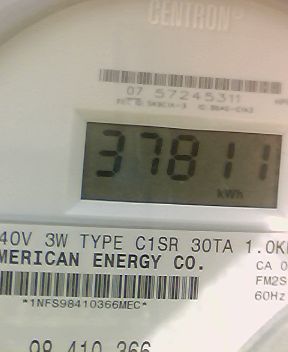 CENTRON®
07 57245311
37811
kWh
40V 3W TYPE C1SR 30TA 1.0K
MERICAN ENERGY CO.
CA 0
FM2S
60Hz
*1NFS98410366MEC*
98 410 366